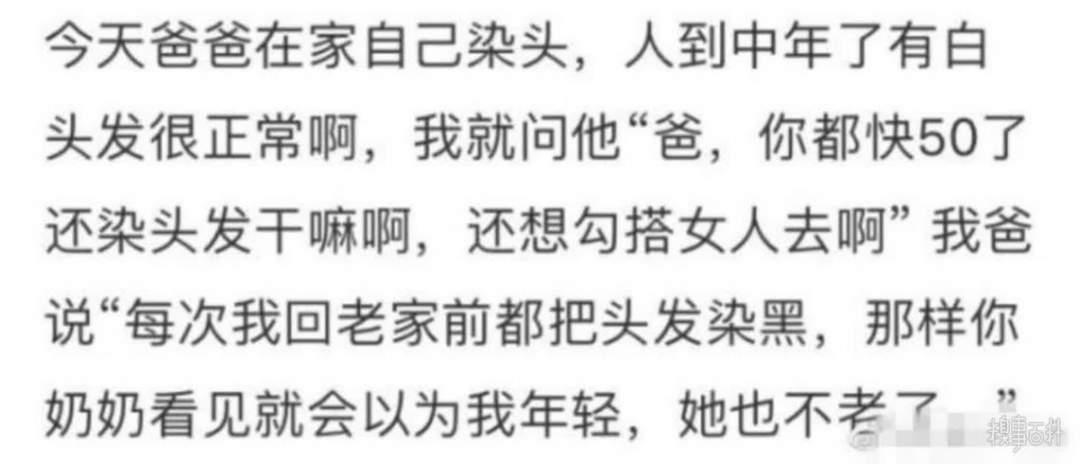 今天爸爸在家自己染头，人到中年了有白
头发很正常啊，我就问他“爸，你都快50了
还染头发干嘛啊，还想勾搭女人去啊” 我爸
说“每次我回老家前都把头发染黑，那样你
奶奶看见就会以为我年轻，她也不老了 ”
糗事百科